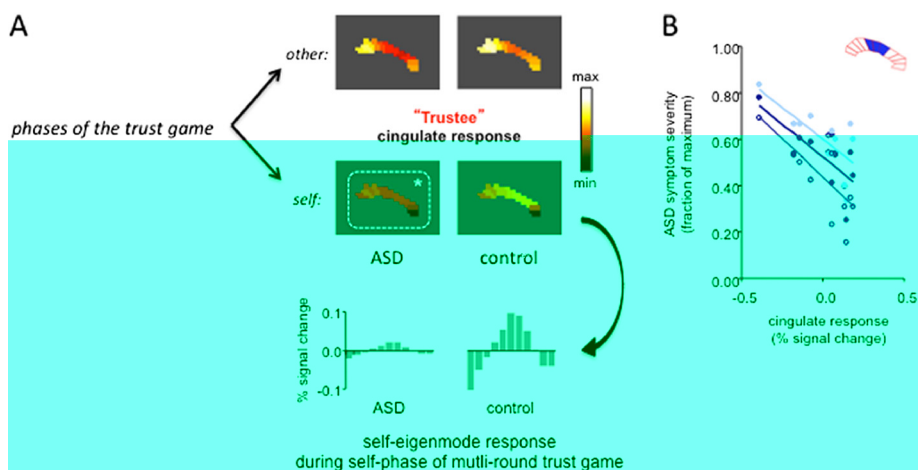 A
other:
max
"Trustee"
cingulate response
min
phases of the trust game
self:
*
ASD
control
% signal change
0.1
0.0
-0.1
ASD
control
self-eigenmode response
during self-phase of mutli-round trust game
B
ASD symptom severity
(fraction of maximum)
1.00
0.80
0.60
0.40
0.20
0.00
-0.5
0.0
0.5
cingulate response
(% signal change)